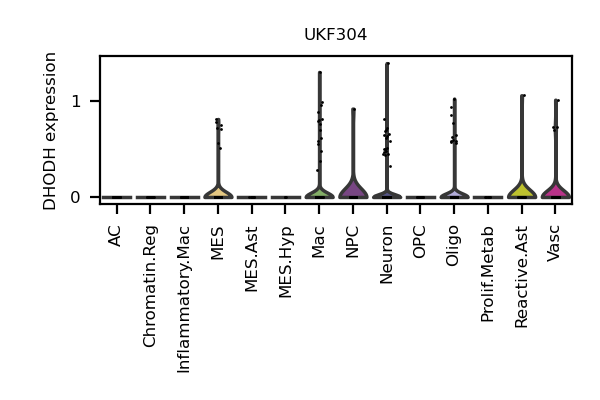 UKF304
DHODH expression
1
0
AC
Chromatin.Reg
Inflammatory.Mac
MES
MES.Ast
MES.Hyp
Mac
NPC
Neuron
OPC
Oligo
Prolif.Metab
Reactive.Ast
Vasc